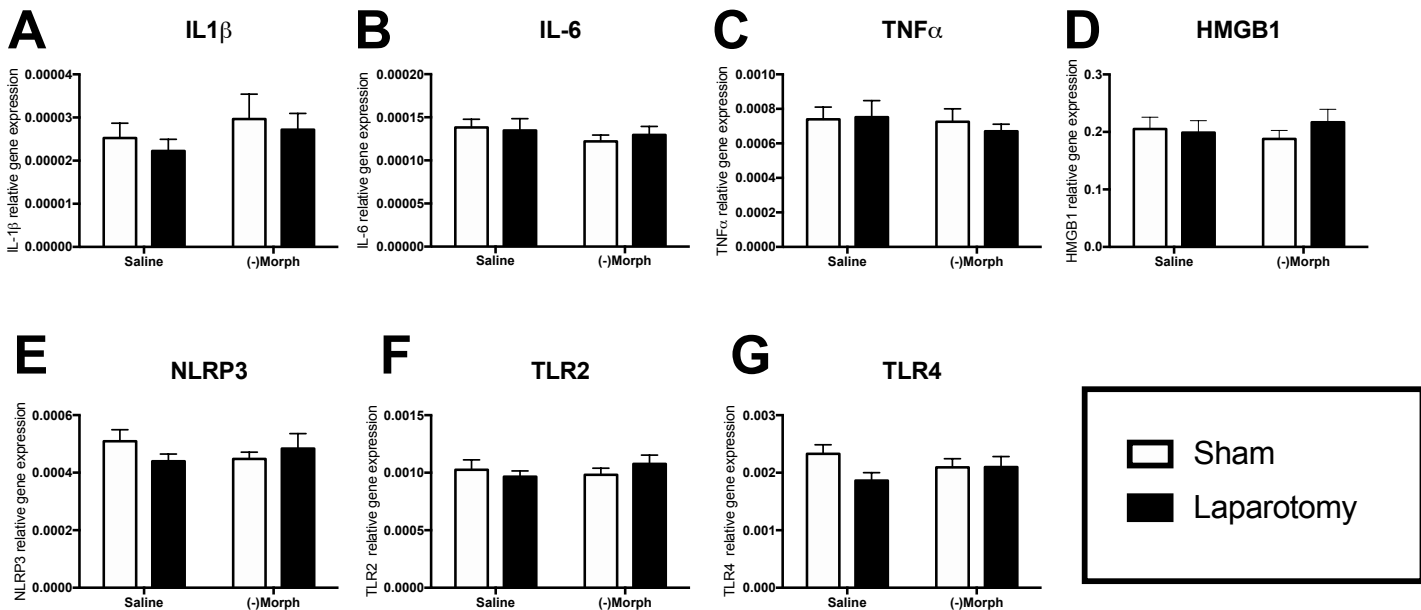 A
IL1β
IL-1β relative gene expression
0.00004
0.00003
0.00002
0.00001
0.00000
Saline
(-)Morph
B
IL-6
IL-6 relative gene expression
0.00020
0.00015
0.00010
0.00005
0.00000
Saline
(-)Morph
C
TNFα
TNFα relative gene expression
0.0010
0.0008
0.0006
0.0004
0.0002
0.0000
Saline
(-)Morph
D
HMGB1
HMGB1 relative gene expression
0.3
0.2
0.1
0.0
Saline
(-)Morph
E
NLRP3
NLRP3 relative gene expression
0.0006
0.0004
0.0002
0.0000
Saline
(-)Morph
F
TLR2
TLR2 relative gene expression
0.0015
0.0010
0.0005
0.0000
Saline
(-)Morph
G
TLR4
TLR4 relative gene expression
0.003
0.002
0.001
0.000
Saline
(-)Morph
Sham
Laparotomy